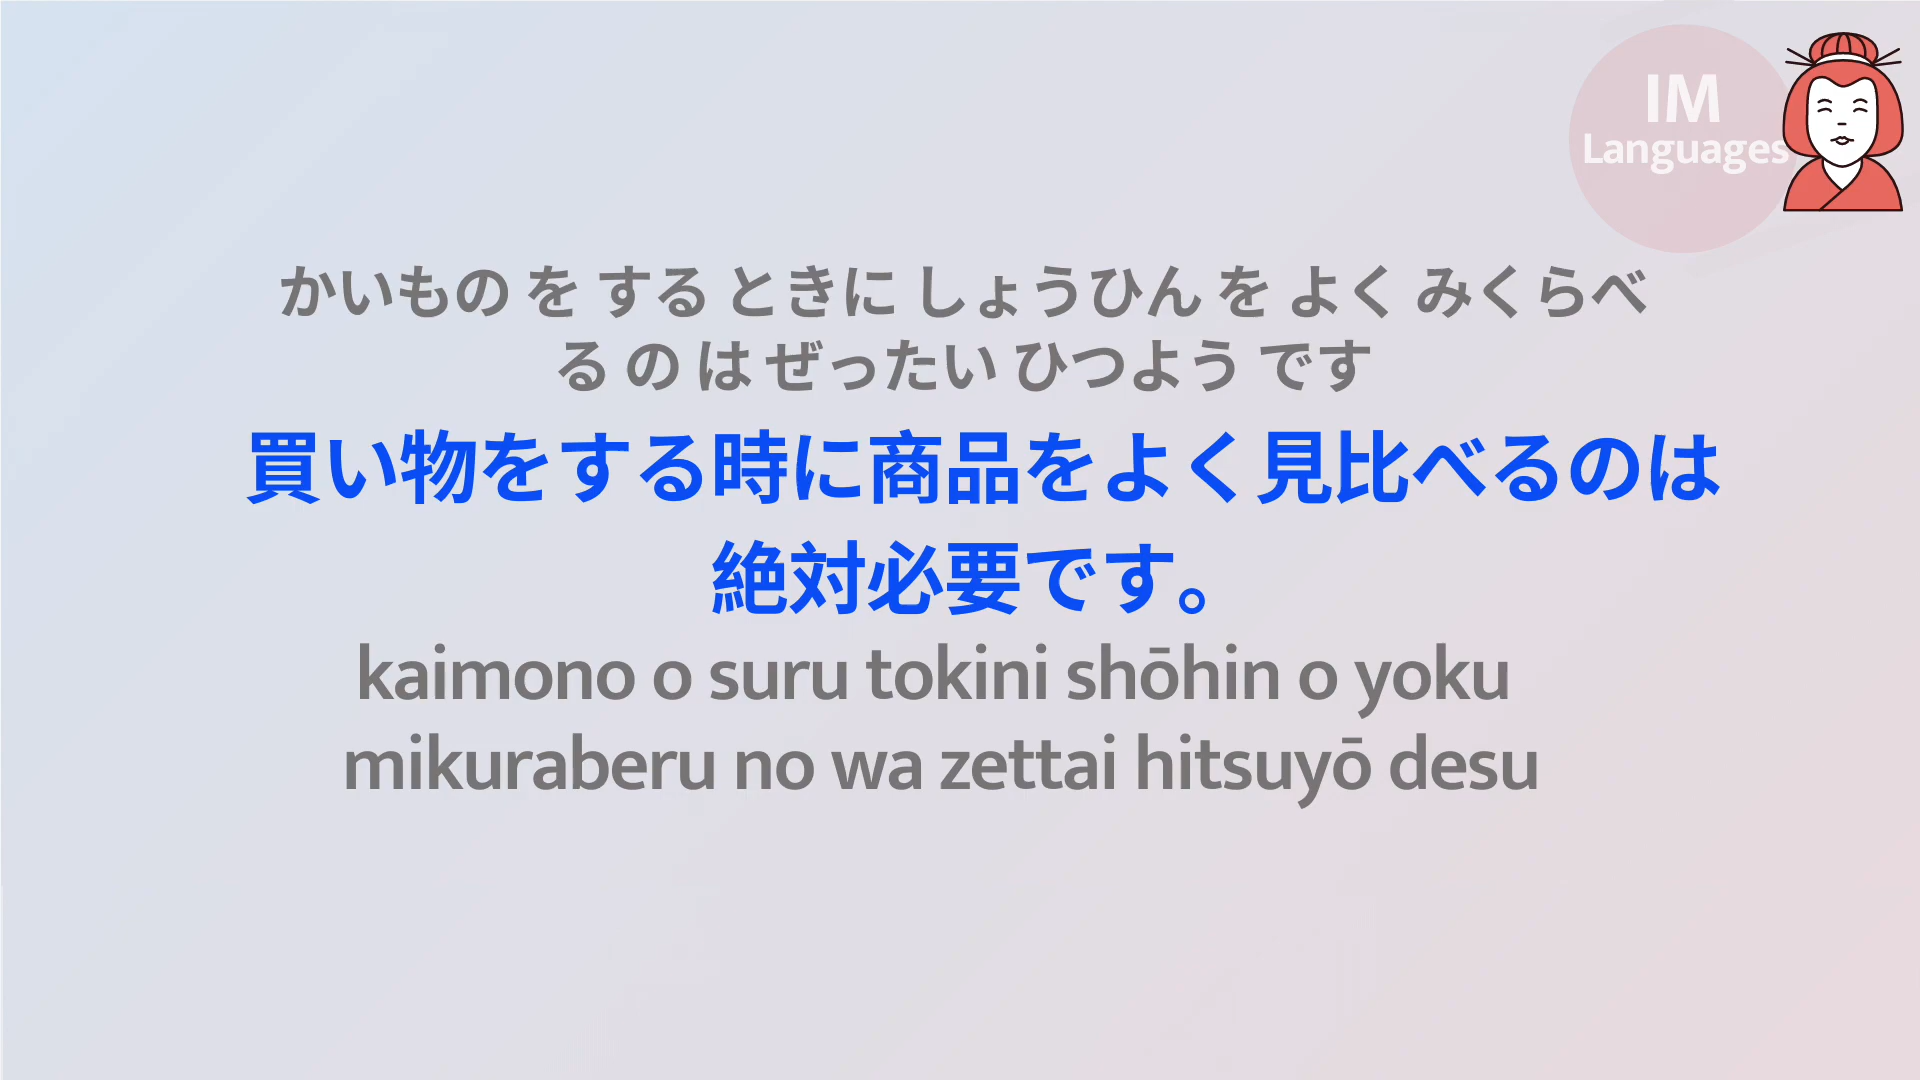 IM
Languages
かいもの を する ときに しょうひん を よく みくらべ
る の は ぜったい ひつよう です
買い物をする時に商品をよく見比べるのは
絶対必要です。
kaimono o suru tokini shōhin o yoku
mikuraberu no wa zettai hitsuyō desu